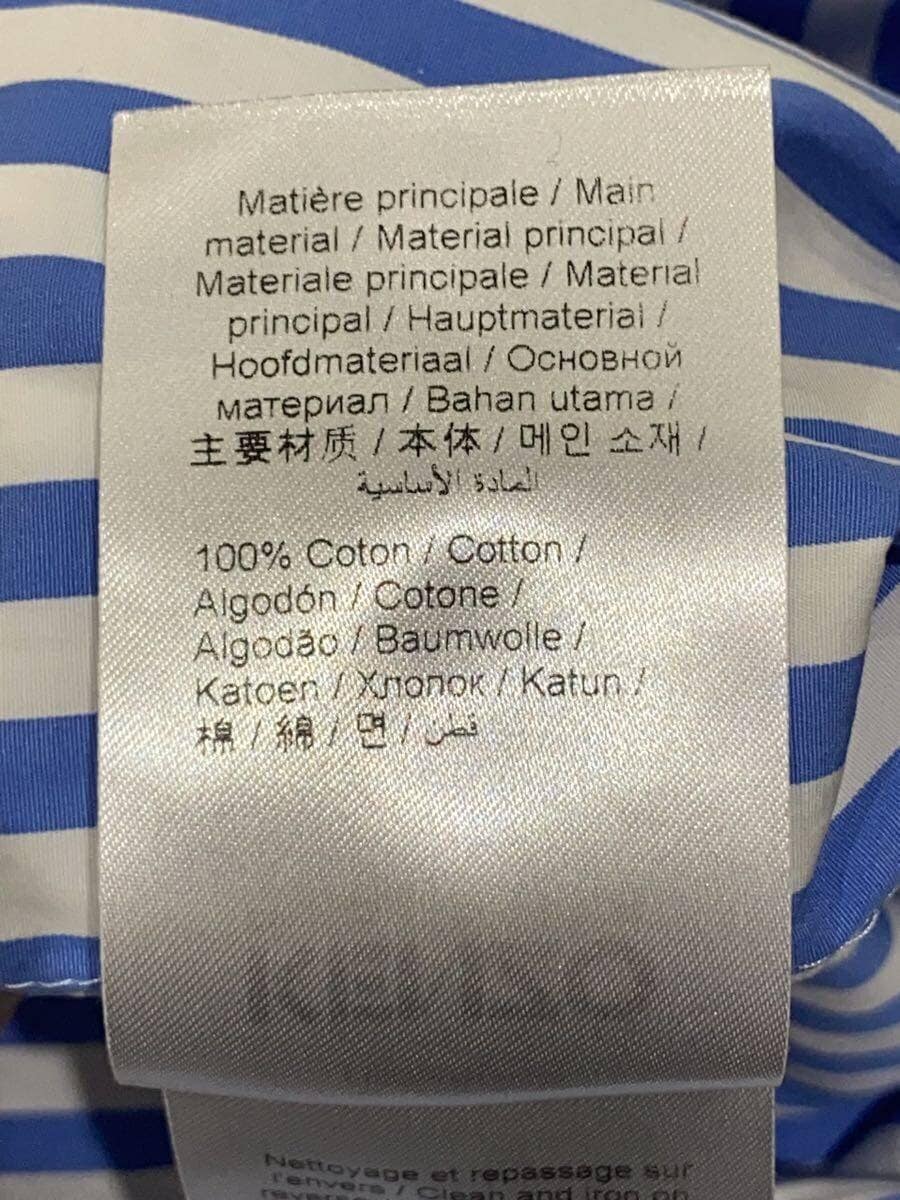 Matière principale / Main
material / Material principal /
Materiale principale / Material
principal / Hauptmaterial /
Hoofdmateriaal / Основной
материал / Bahan utama /
主要材质 / 本体 / 메인 소재 /
المادة الأساسية
100% Coton / Cotton /
Algodón / Cotone /
Algodão / Baumwolle /
Katoen / Хлопок / Katun /
棉 / 綿 / 면 / قطن
KENZO
Nettoyage et repassage sur
l'envers / Clean and iron on
reverse